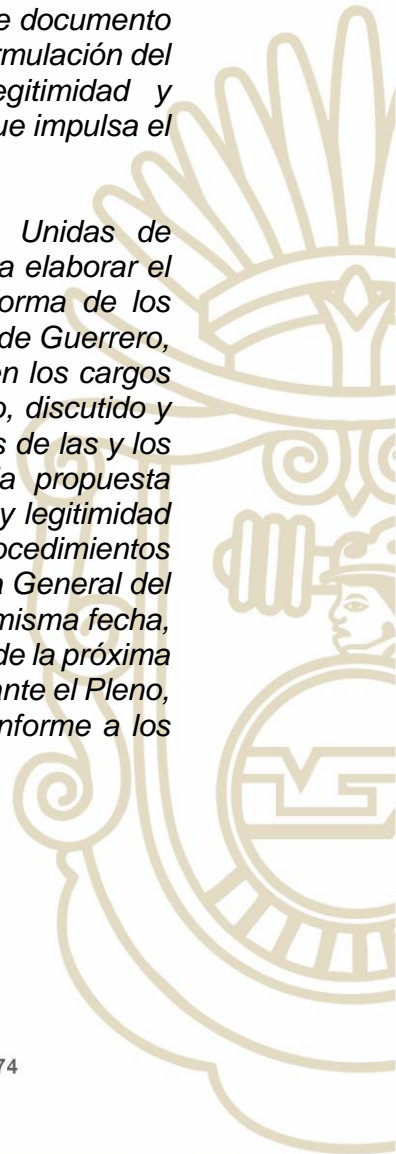 e documento
rmulación del
egitimidad y
ue impulsa el
Unidas de
a elaborar el
orma de los
de Guerrero,
en los cargos
o, discutido y
s de las y los
la propuesta
y legitimidad
ocedimientos
a General del
misma fecha,
de la próxima
ante el Pleno,
onforme a los
74